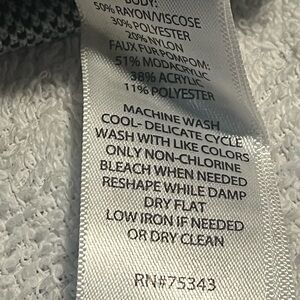 BODY:
50% RAYON/VISCOSE
30% POLYESTER
20% NYLON
FAUX FUR POMPOM:
51% MODACRYLIC
38% ACRYLIC
11% POLYESTER
MACHINE WASH
COOL- DELICATE CYCLE
WASH WITH LIKE COLORS
ONLY NON-CHLORINE
BLEACH WHEN NEEDED
RESHAPE WHILE DAMP
DRY FLAT
LOW IRON IF NEEDED
OR DRY CLEAN
RN#75343